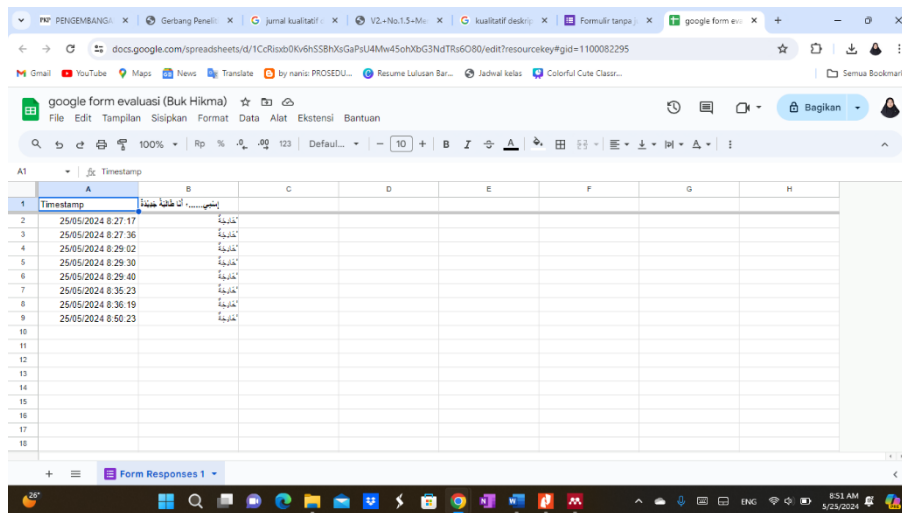 PENGEMBANGA
Gerbang Peneliti
jurnal kualitatif d
V2.+No.1.5+Me
kualitatif deskrip
Formulir tanpa j
google form eva
docs.google.com/spreadsheets/d/1CcRisxb0Kv6hSSBhXsGaPsU4Mw45ohXbG3NdTRs6O80/edit?resourcekey#gid=1100082295
Gmail YouTube Maps News Translate by nanis: PROSEDU... Resume Lulusan Bar... Jadwal kelas Colorful Cute Classr... Semua Bookmark
google form evaluasi (Buk Hikma)
File Edit Tampilan Sisipkan Format Data Alat Ekstensi Bantuan
Bagikan
100% Rp % .0 .00 123 Defaul... − 10 + B I A
A1 fx Timestamp
A B C D E F G H
1 Timestamp إسْمِي....... أَنَا طَالِبَةٌ جَدِيْدَةٌ
2 25/05/2024 8:27:17 خَدِيْجَةٌ
3 25/05/2024 8:27:36 خَدِيْجَةٌ
4 25/05/2024 8:29:02 خَدِيْجَةٌ
5 25/05/2024 8:29:30 خَدِيْجَةٌ
6 25/05/2024 8:29:40 خَدِيْجَةٌ
7 25/05/2024 8:35:23 خَدِيْجَةٌ
8 25/05/2024 8:36:19 خَدِيْجَةٌ
9 25/05/2024 8:50:23 خَدِيْجَةٌ
10
11
12
13
14
15
16
17
18
Form Responses 1
26°
ENG
8:51 AM
5/25/2024